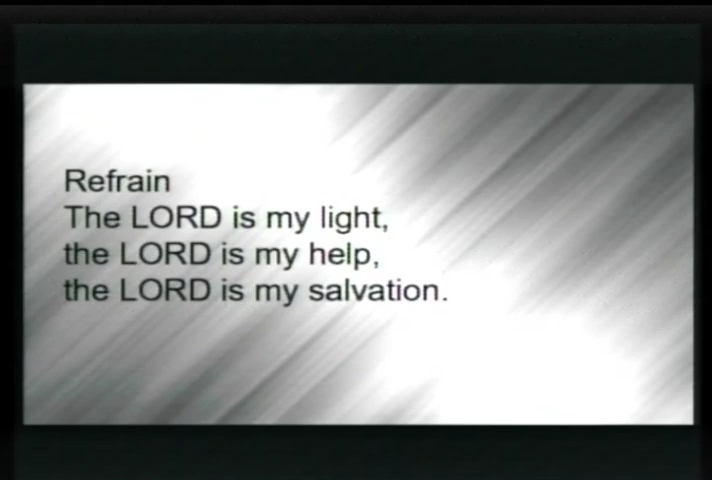 Refrain
The LORD is my light,
the LORD is my help,
the LORD is my salvation.